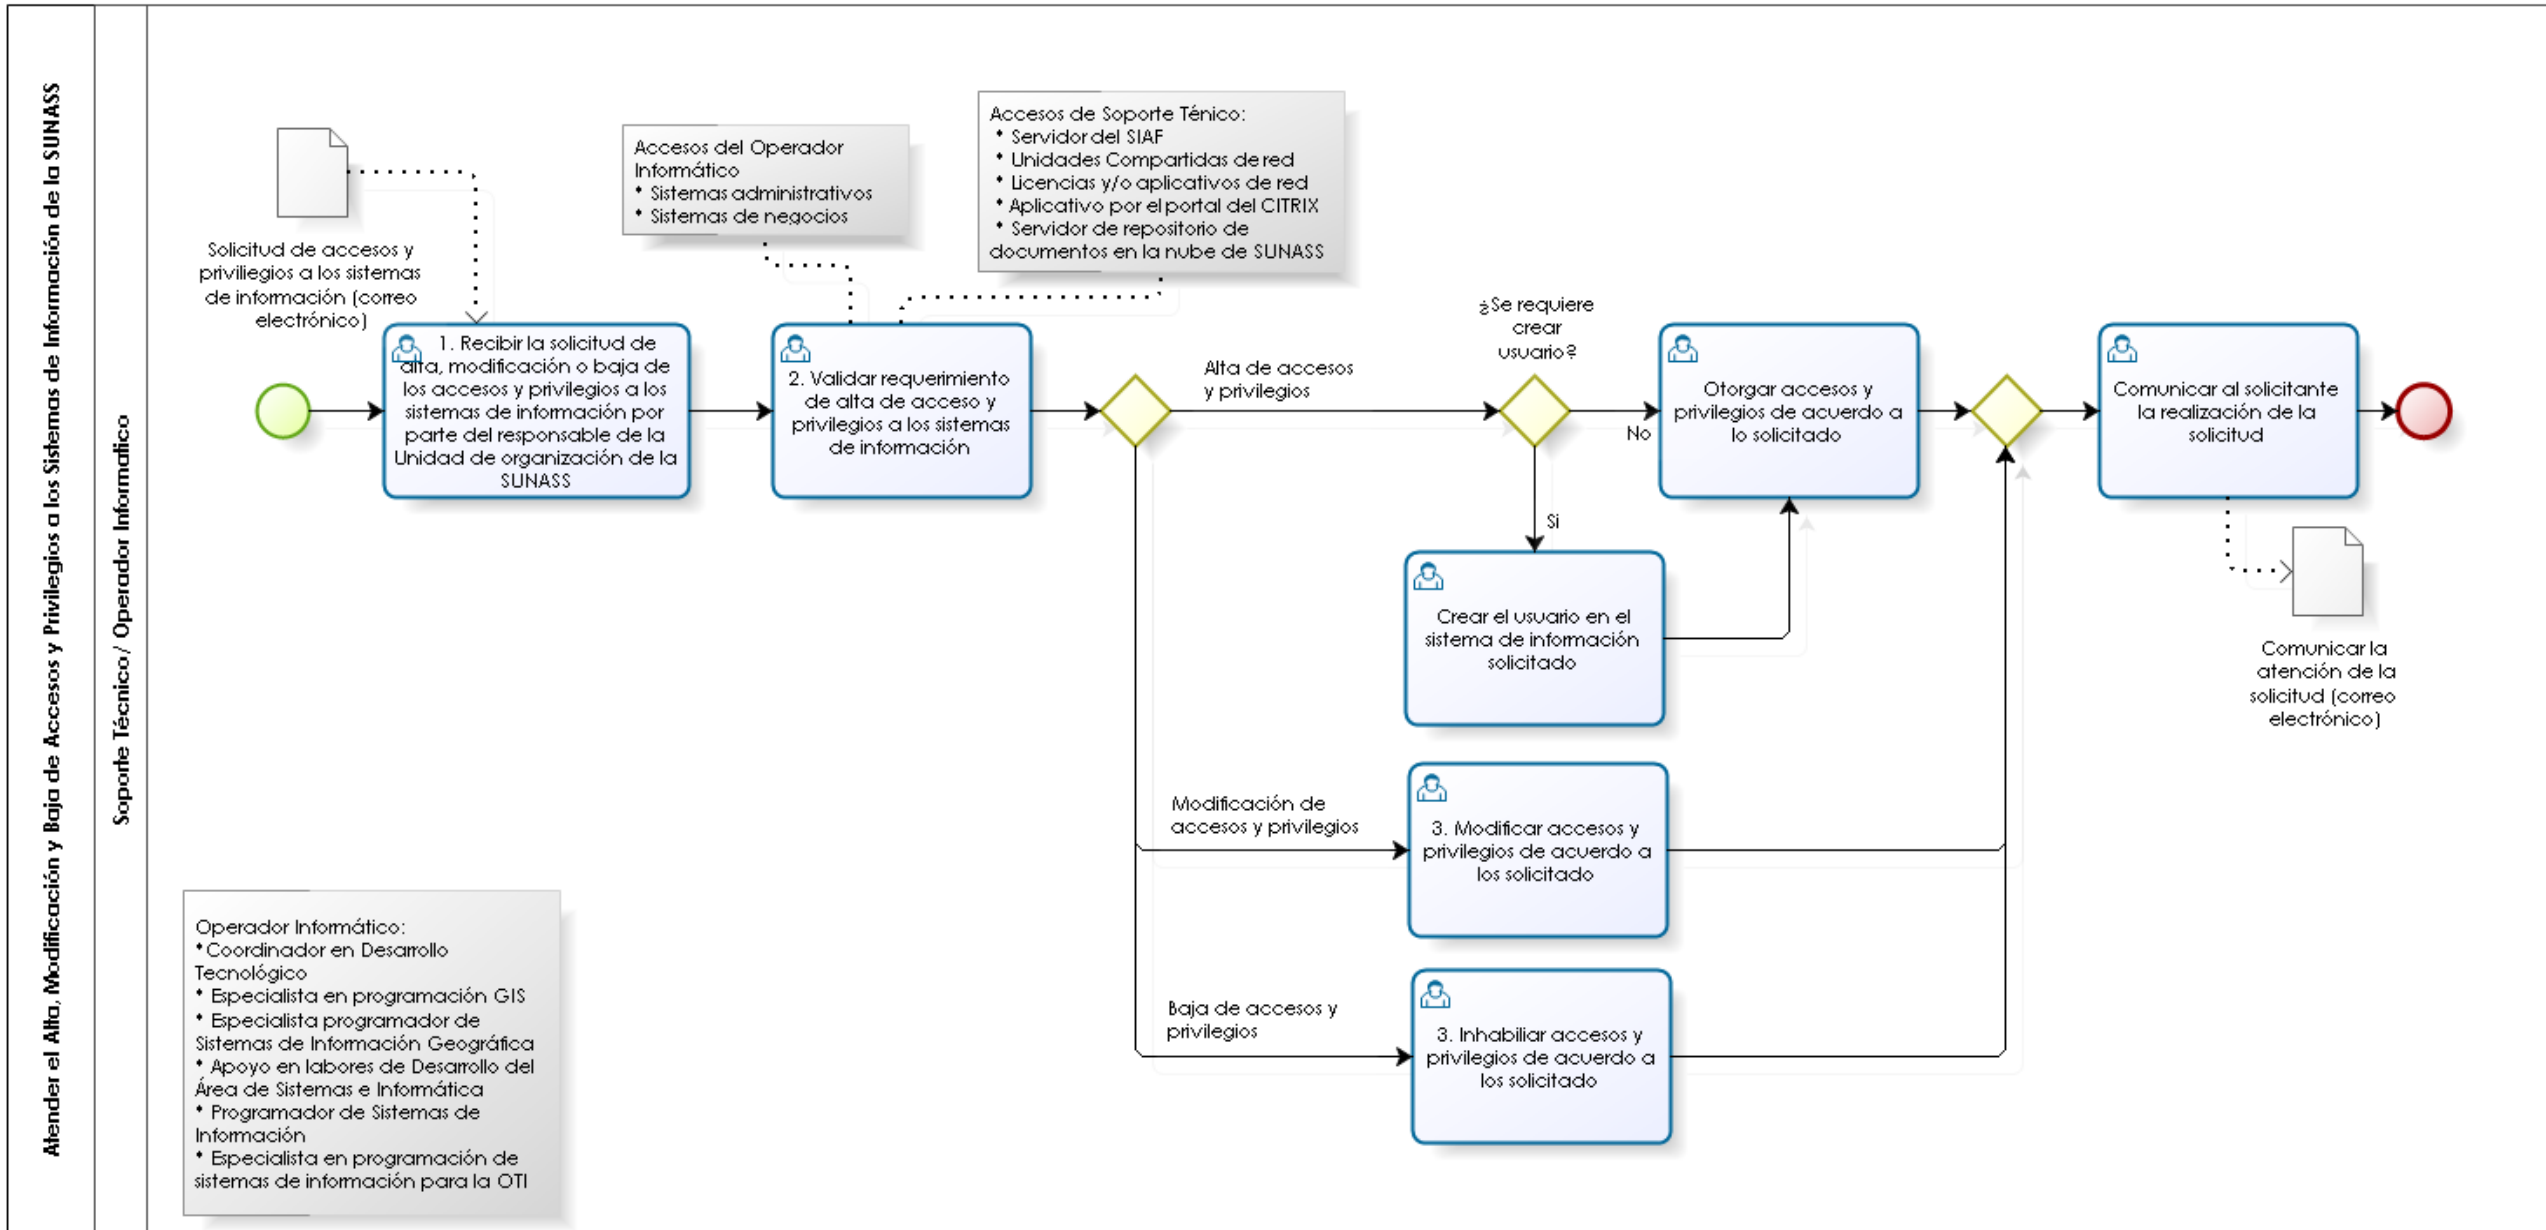 Atender el Alta, Modificación y Baja de Accesos y Privilegios a los Sistemas de Información de la SUNASS
Soporte Técnico/ Operador Informatico
Solicitud de accesos y
priviliegios a los sistemas
de información (correo
electrónico)
Accesos del Operador
Informático
* Sistemas administrativos
* Sistemas de negocios
Accesos de Soporte Ténico:
* Servidor del SIAF
* Unidades Compartidas de red
* Licencias y/o aplicativos de red
* Aplicativo por el portal del CITRIX
* Servidor de repositorio de
documentos en la nube de SUNASS
1. Recibir la solicitud de
alta, modificación o baja de
los accesos y privilegios a los
sistemas de información por
parte del responsable de la
Unidad de organización de la
SUNASS
2. Validar requerimiento
de alta de acceso y
privilegios a los sistemas
de información
Alta de accesos
y privilegios
¿Se requiere
crear
usuario?
No
Si
Otorgar accesos y
privilegios de acuerdo a
lo solicitado
Comunicar al solicitante
la realización de la
solicitud
Crear el usuario en el
sistema de información
solicitado
Comunicar la
atención de la
solicitud (correo
electrónico)
Modificación de
accesos y privilegios
3. Modificar accesos y
privilegios de acuerdo a
los solicitado
Baja de accesos y
privilegios
3. Inhabiliar accesos y
privilegios de acuerdo a
los solicitado
Operador Informático:
*Coordinador en Desarrollo
Tecnológico
* Especialista en programación GIS
* Especialista programador de
Sistemas de Información Geográfica
* Apoyo en labores de Desarrollo del
Área de Sistemas e Informática
* Programador de Sistemas de
Información
* Especialista en programación de
sistemas de información para la OTI